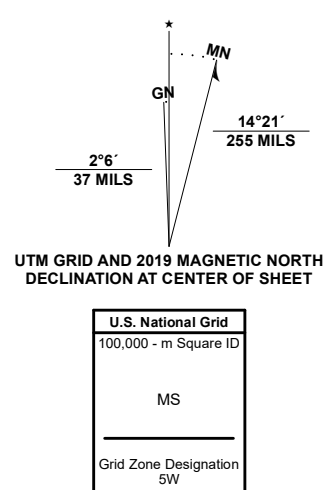 ★
MN
GN
14°21´
255 MILS
2°6´
37 MILS
UTM GRID AND 2019 MAGNETIC NORTH
DECLINATION AT CENTER OF SHEET
U.S. National Grid
100,000 - m Square ID
MS
Grid Zone Designation
5W